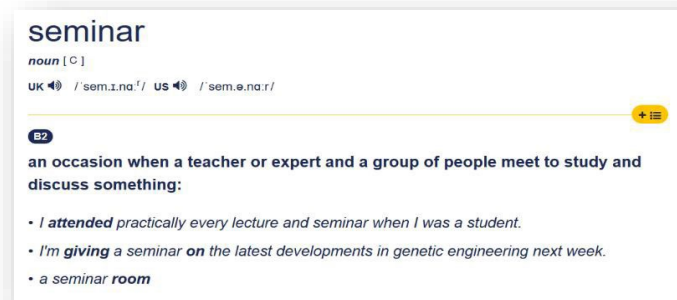 seminar
noun [ C ]
UK /ˈsem.ɪ.nɑːʳ/ US /ˈsem.ə.nɑːr/
B2
an occasion when a teacher or expert and a group of people meet to study and
discuss something:
• I attended practically every lecture and seminar when I was a student.
• I'm giving a seminar on the latest developments in genetic engineering next week.
• a seminar room